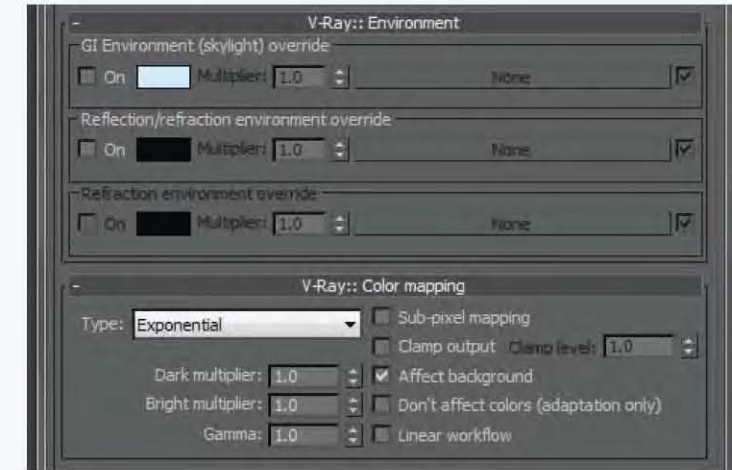 - V-Ray:: Environment
GI Environment (skylight) override
On Multiplier: 1.0 None
Reflection/refraction environment override
On Multiplier: 1.0 None
Refraction environment override
On Multiplier: 1.0 None
- V-Ray:: Color mapping
Type: Exponential Sub-pixel mapping
Clamp output Clamp level: 1.0
Dark multiplier: 1.0 Affect background
Bright multiplier: 1.0 Don't affect colors (adaptation only)
Gamma: 1.0 Linear workflow